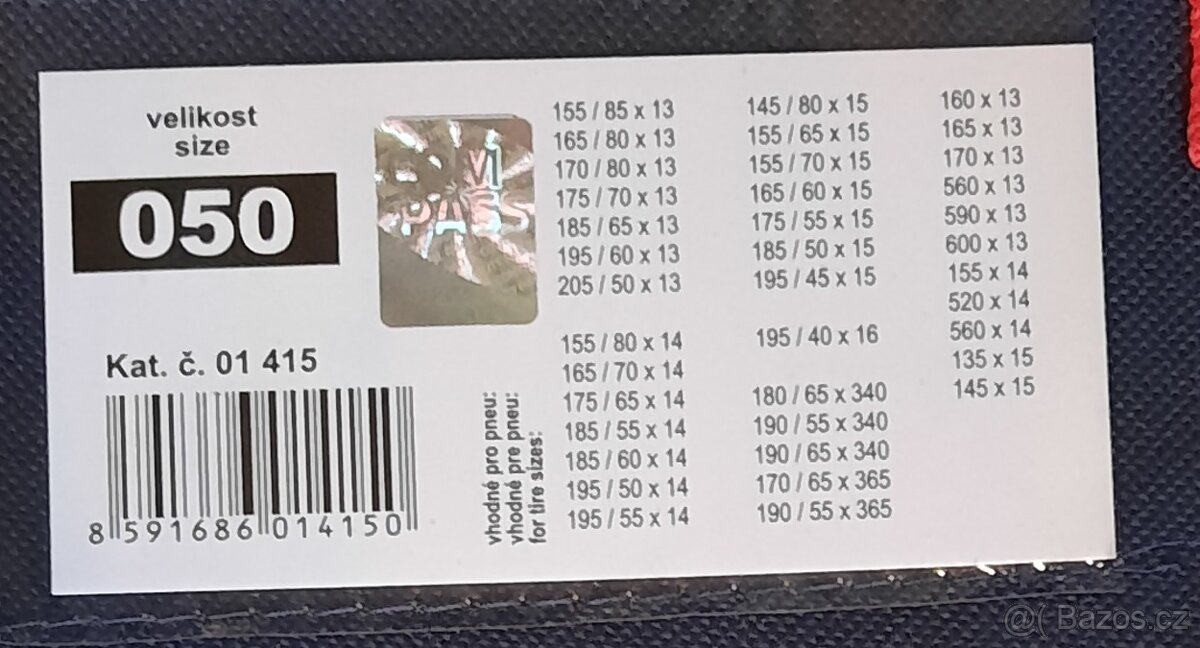 velikost
size
050
Kat. č. 01 415
8 591686 014150
vhodné pro pneu:
vhodné pre pneu:
for tire sizes:
155 / 85 x 13
165 / 80 x 13
170 / 80 x 13
175 / 70 x 13
185 / 65 x 13
195 / 60 x 13
205 / 50 x 13
155 / 80 x 14
165 / 70 x 14
175 / 65 x 14
185 / 55 x 14
185 / 60 x 14
195 / 50 x 14
195 / 55 x 14
145 / 80 x 15
155 / 65 x 15
155 / 70 x 15
165 / 60 x 15
175 / 55 x 15
185 / 50 x 15
195 / 45 x 15
195 / 40 x 16
180 / 65 x 340
190 / 55 x 340
190 / 65 x 340
170 / 65 x 365
190 / 55 x 365
160 x 13
165 x 13
170 x 13
560 x 13
590 x 13
600 x 13
155 x 14
520 x 14
560 x 14
135 x 15
145 x 15
@( Bazos.cz